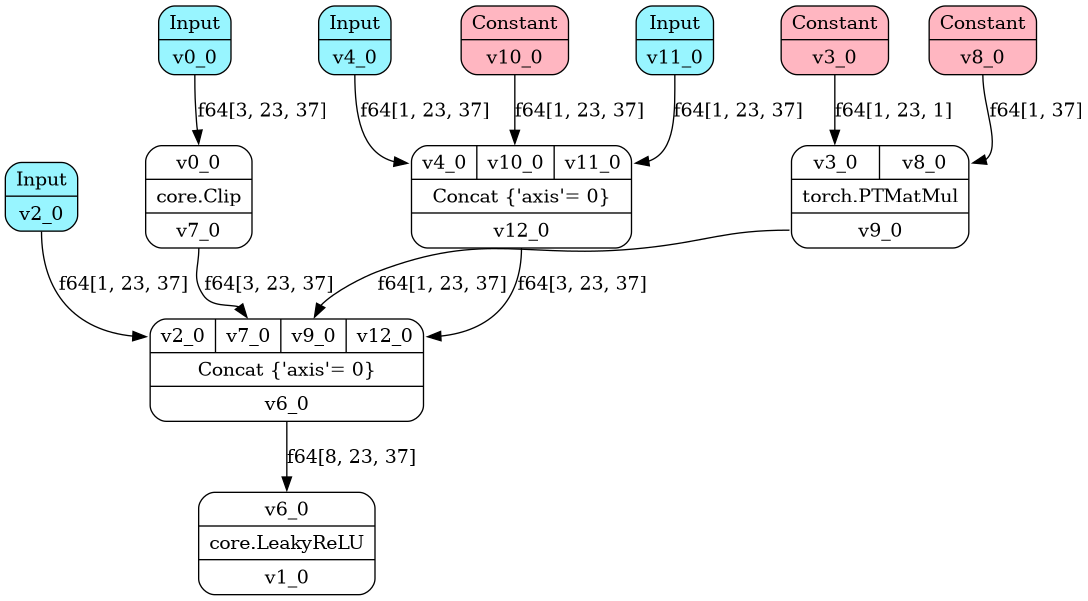 Input
v0_0
Input
v4_0
Constant
v10_0
Input
v11_0
Constant
v3_0
Constant
v8_0
f64[3, 23, 37]
f64[1, 23, 37]
f64[1, 23, 37]
f64[1, 23, 37]
f64[1, 23, 1]
f64[1, 37]
Input
v2_0
v0_0
core.Clip
v7_0
v4_0 v10_0 v11_0
Concat {'axis'= 0}
v12_0
v3_0 v8_0
torch.PTMatMul
v9_0
f64[1, 23, 37]
f64[3, 23, 37]
f64[1, 23, 37]
f64[3, 23, 37]
v2_0 v7_0 v9_0 v12_0
Concat {'axis'= 0}
v6_0
f64[8, 23, 37]
v6_0
core.LeakyReLU
v1_0